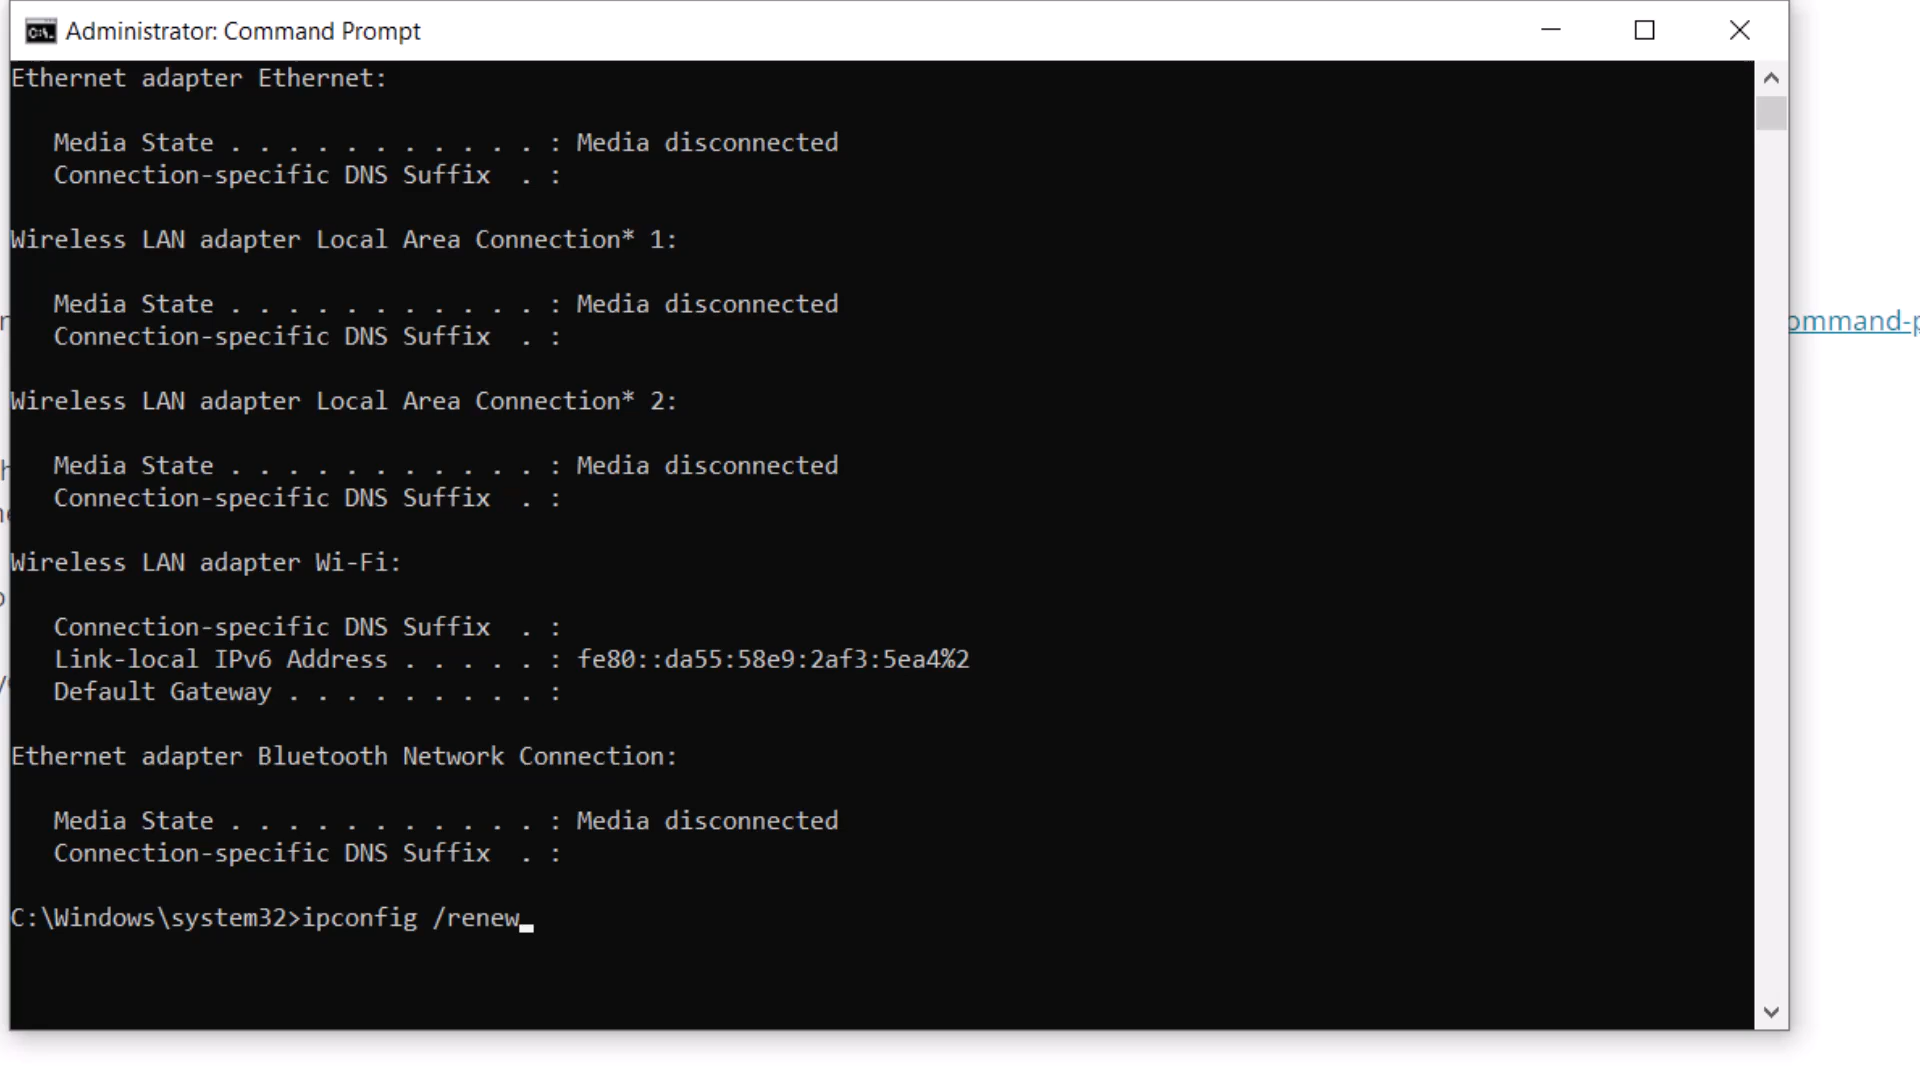 Administrator: Command Prompt
Ethernet adapter Ethernet:
Media State . . . . . . . . . . . : Media disconnected
Connection-specific DNS Suffix  . :
Wireless LAN adapter Local Area Connection* 1:
Media State . . . . . . . . . . . : Media disconnected
Connection-specific DNS Suffix  . :
ommand-p
Wireless LAN adapter Local Area Connection* 2:
Media State . . . . . . . . . . . : Media disconnected
Connection-specific DNS Suffix  . :
Wireless LAN adapter Wi-Fi:
Connection-specific DNS Suffix  . :
Link-local IPv6 Address . . . . . : fe80::da55:58e9:2af3:5ea4%2
Default Gateway . . . . . . . . . :
Ethernet adapter Bluetooth Network Connection:
Media State . . . . . . . . . . . : Media disconnected
Connection-specific DNS Suffix  . :
C:\Windows\system32>ipconfig /renew